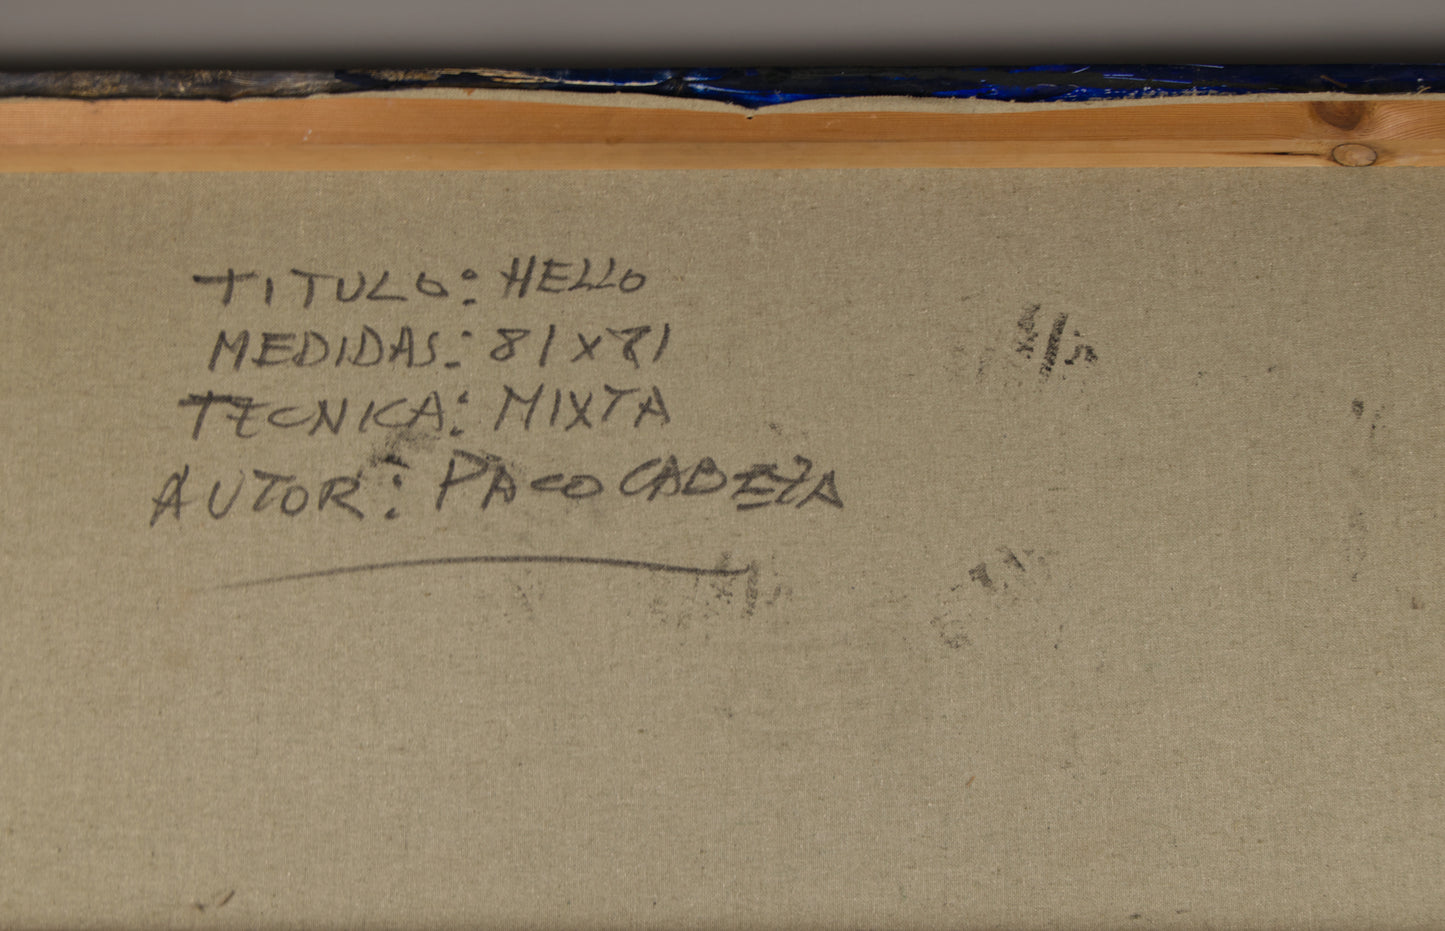 TITULO: HELLO
MEDIDAS: 81 x 81
TECNICA: MIXTA
AUTOR: PACO CABEZA